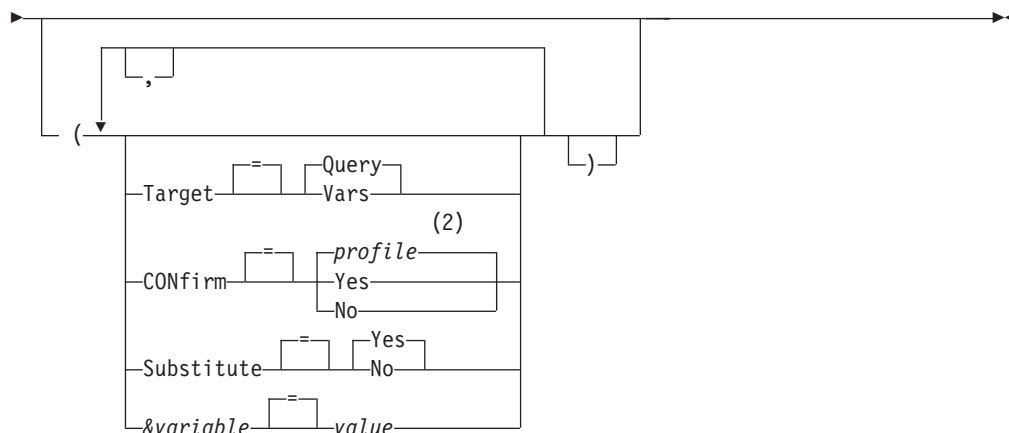 ,
(
)
= Query
Target Vars
(2)
= profile
CONfirm Yes
No
= Yes
Substitute No
=
&variable value